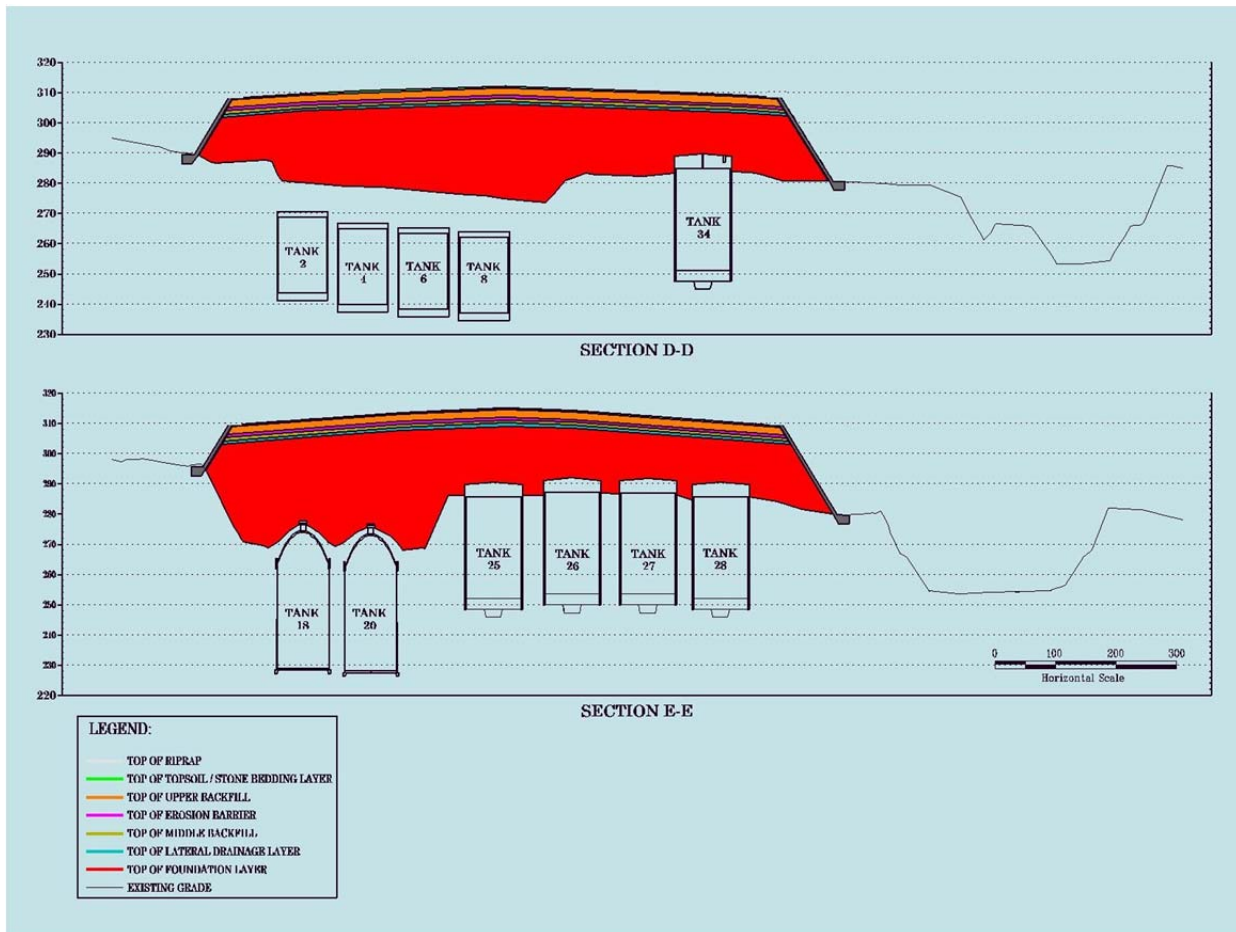 320
310
300
290
280
270
260
250
240
230
TANK
2
TANK
4
TANK
6
TANK
8
TANK
34
SECTION D-D
320
310
300
290
280
270
260
250
240
230
220
TANK
18
TANK
20
TANK
25
TANK
26
TANK
27
TANK
28
0 100 200 300
Horizontal Scale
SECTION E-E
LEGEND:
TOP OF RIPRAP
TOP OF TOPSOIL / STONE BEDDING LAYER
TOP OF UPPER BACKFILL
TOP OF EROSION BARRIER
TOP OF MIDDLE BACKFILL
TOP OF LATERAL DRAINAGE LAYER
TOP OF FOUNDATION LAYER
EXISTING GRADE